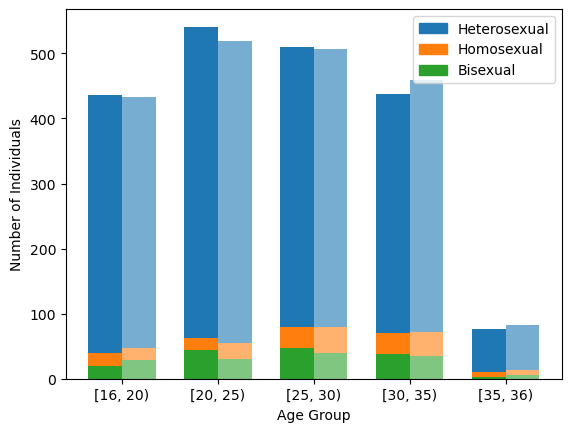 Heterosexual
Homosexual
Bisexual
500
400
300
200
100
0
Number of Individuals
[16, 20)
[20, 25)
[25, 30)
[30, 35)
[35, 36)
Age Group